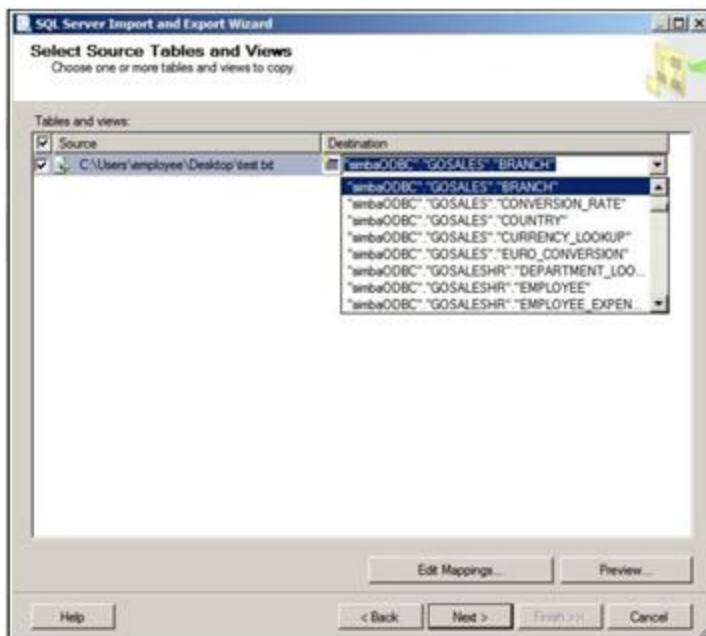 SQL Server Import and Export Wizard
Select Source Tables and Views
Choose one or more tables and views to copy.
Tables and views:
Source Destination
C:\Users\employee\Desktop\test.txt "simbaODBC"."GOSALES"."BRANCH"
"simbaODBC"."GOSALES"."BRANCH"
"simbaODBC"."GOSALES"."CONVERSION_RATE"
"simbaODBC"."GOSALES"."COUNTRY"
"simbaODBC"."GOSALES"."CURRENCY_LOOKUP"
"simbaODBC"."GOSALES"."EURO_CONVERSION"
"simbaODBC"."GOSALESHR"."DEPARTMENT_LOO...
"simbaODBC"."GOSALESHR"."EMPLOYEE"
"simbaODBC"."GOSALESHR"."EMPLOYEE_EXPEN...
Edit Mappings... Preview...
Help < Back Next > Finish >>| Cancel